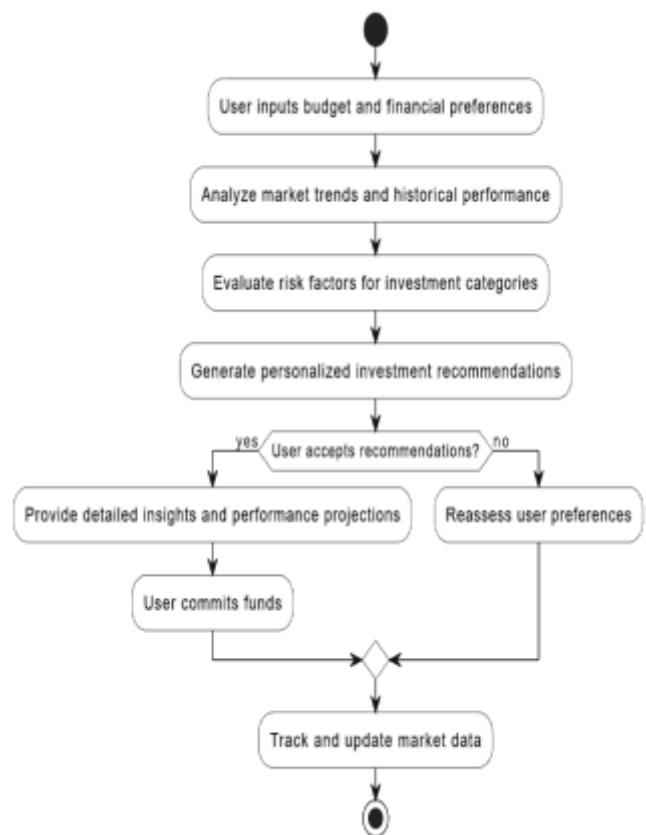 User inputs budget and financial preferences
Analyze market trends and historical performance
Evaluate risk factors for investment categories
Generate personalized investment recommendations
yes
User accepts recommendations?
no
Provide detailed insights and performance projections
Reassess user preferences
User commits funds
Track and update market data